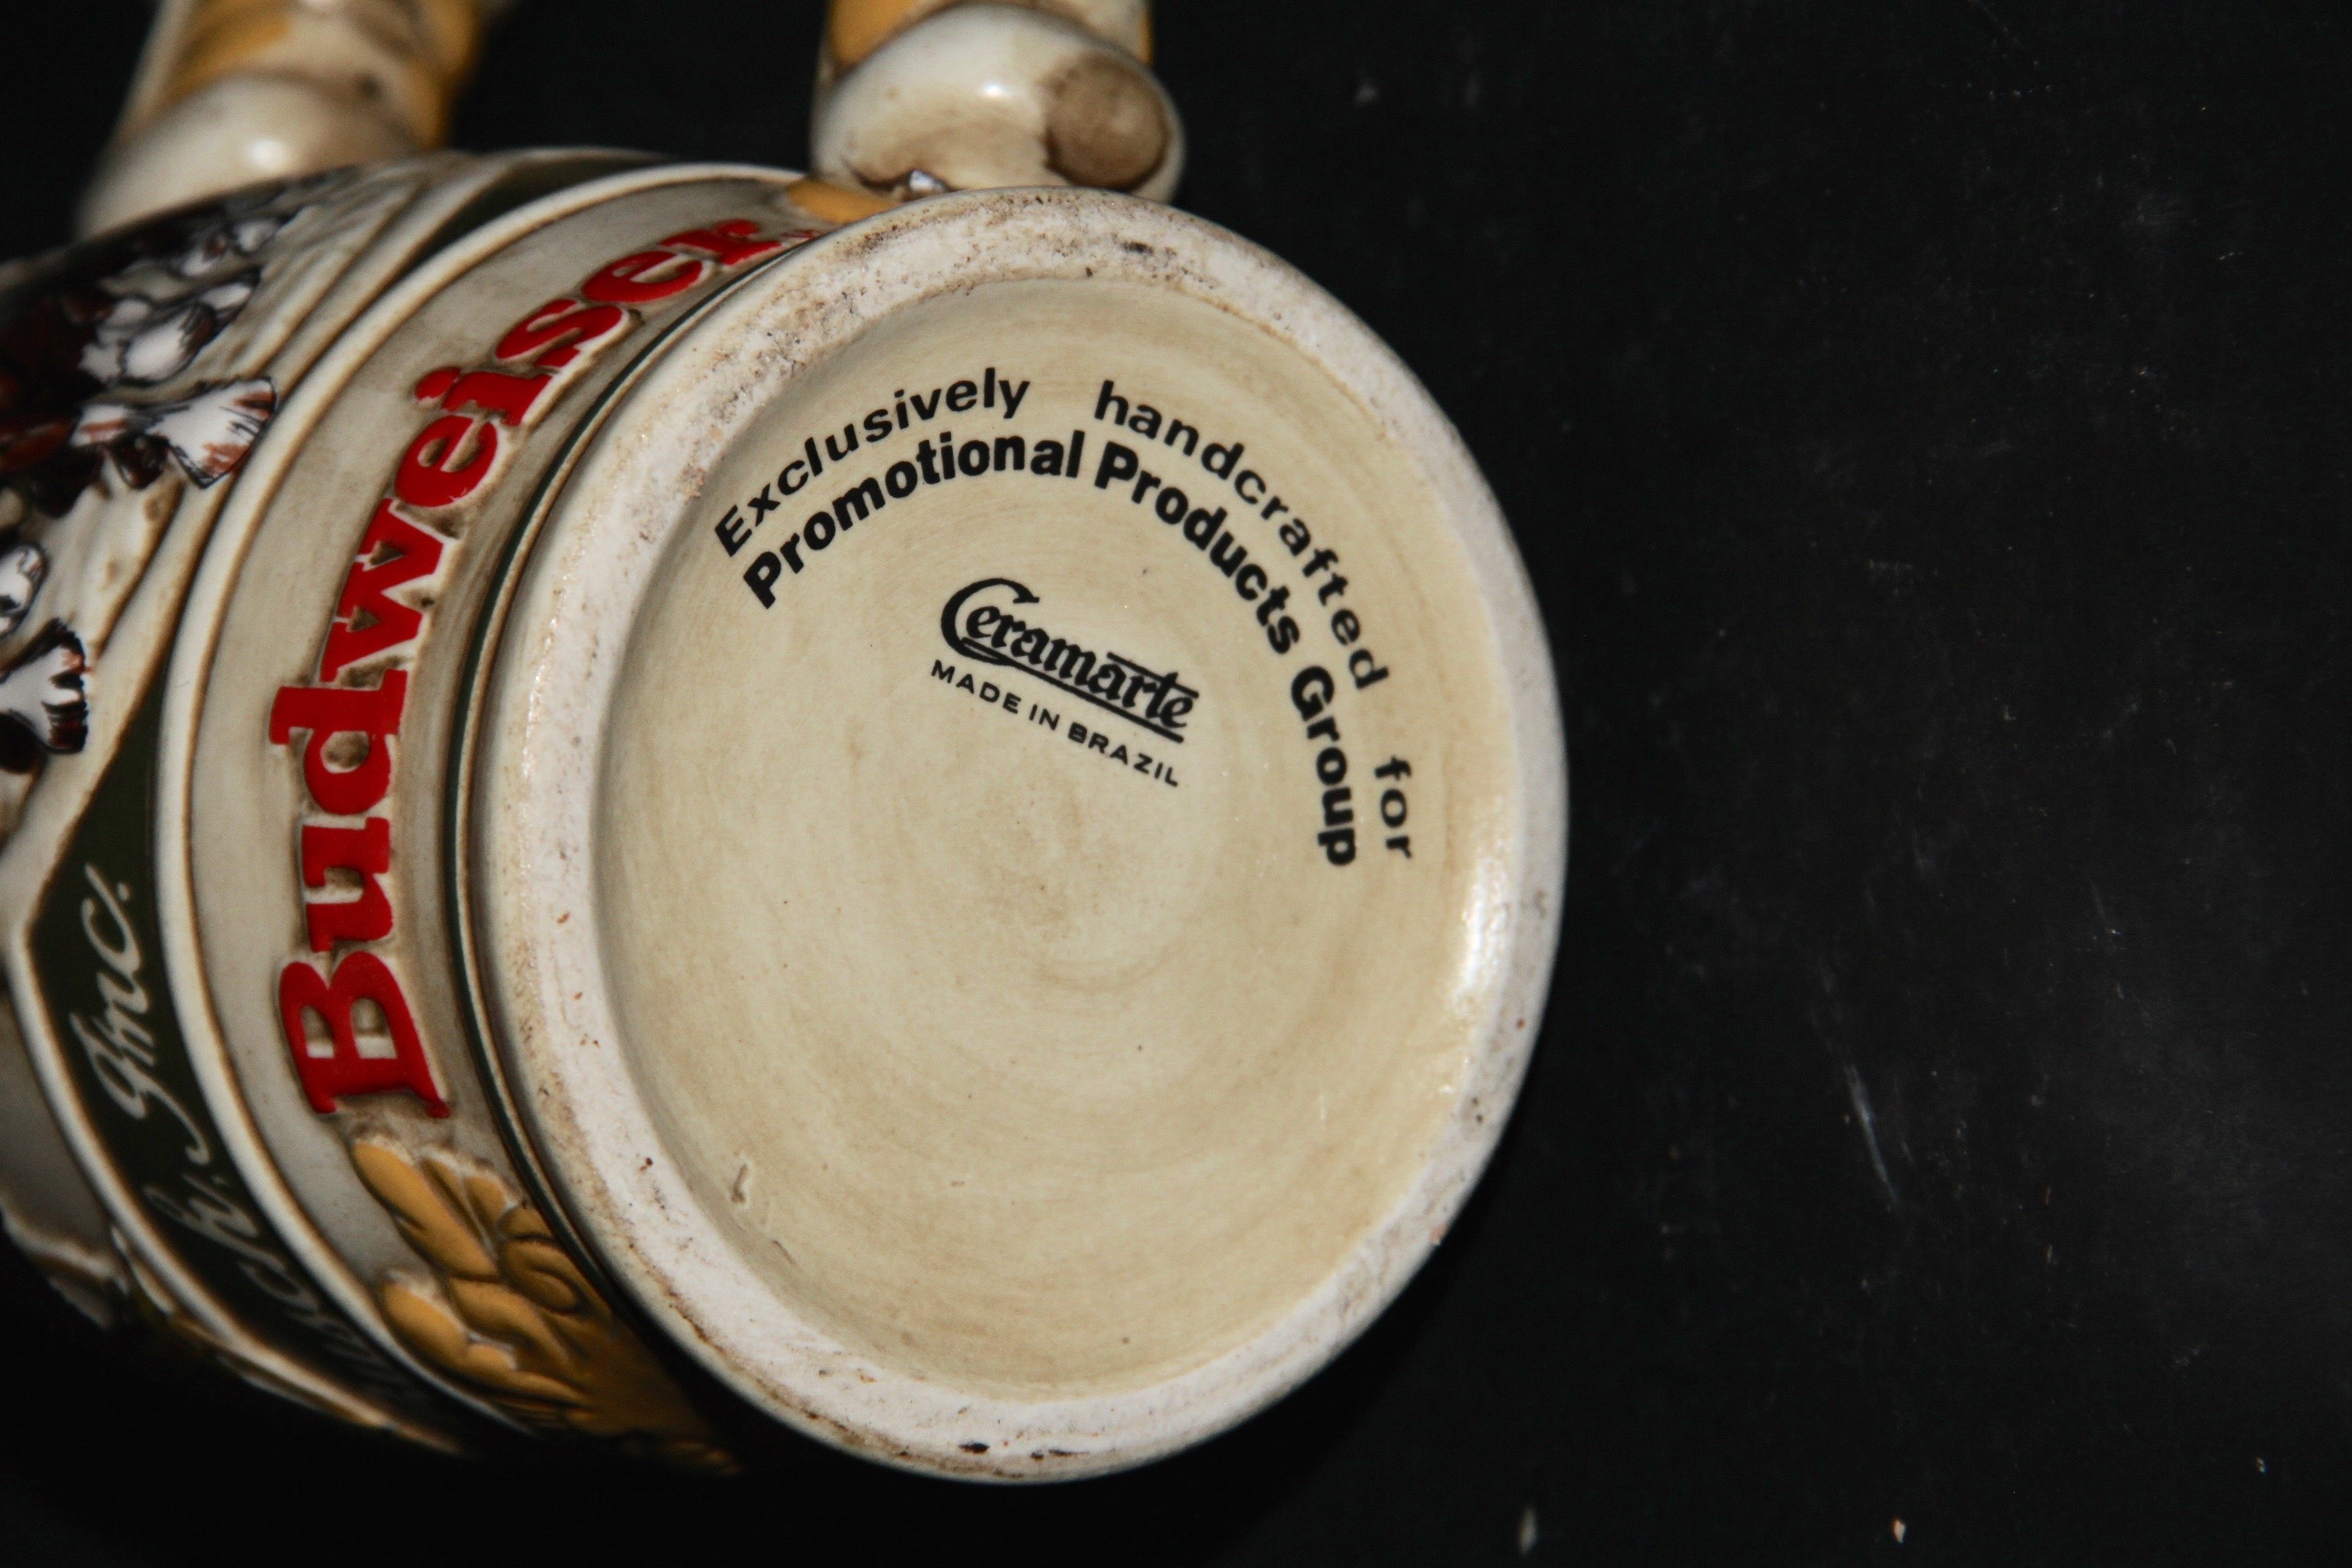 Exclusively handcrafted for
Promotional Products Group
Ceramarte
MADE IN BRAZIL
Budweiser
Inc.